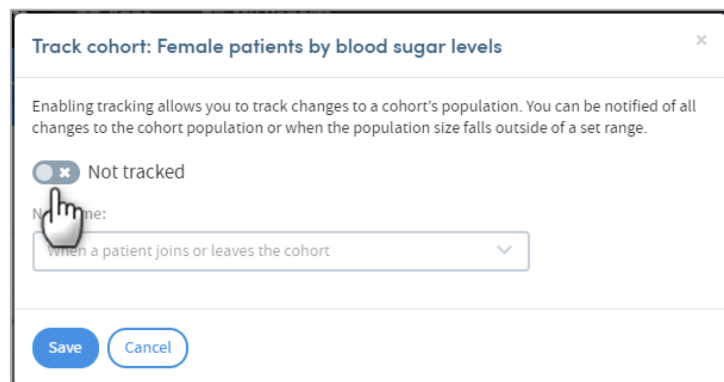 Track cohort: Female patients by blood sugar levels
Enabling tracking allows you to track changes to a cohort's population. You can be notified of all
changes to the cohort population or when the population size falls outside of a set range.
Not tracked
When a patient joins or leaves the cohort
Save
Cancel